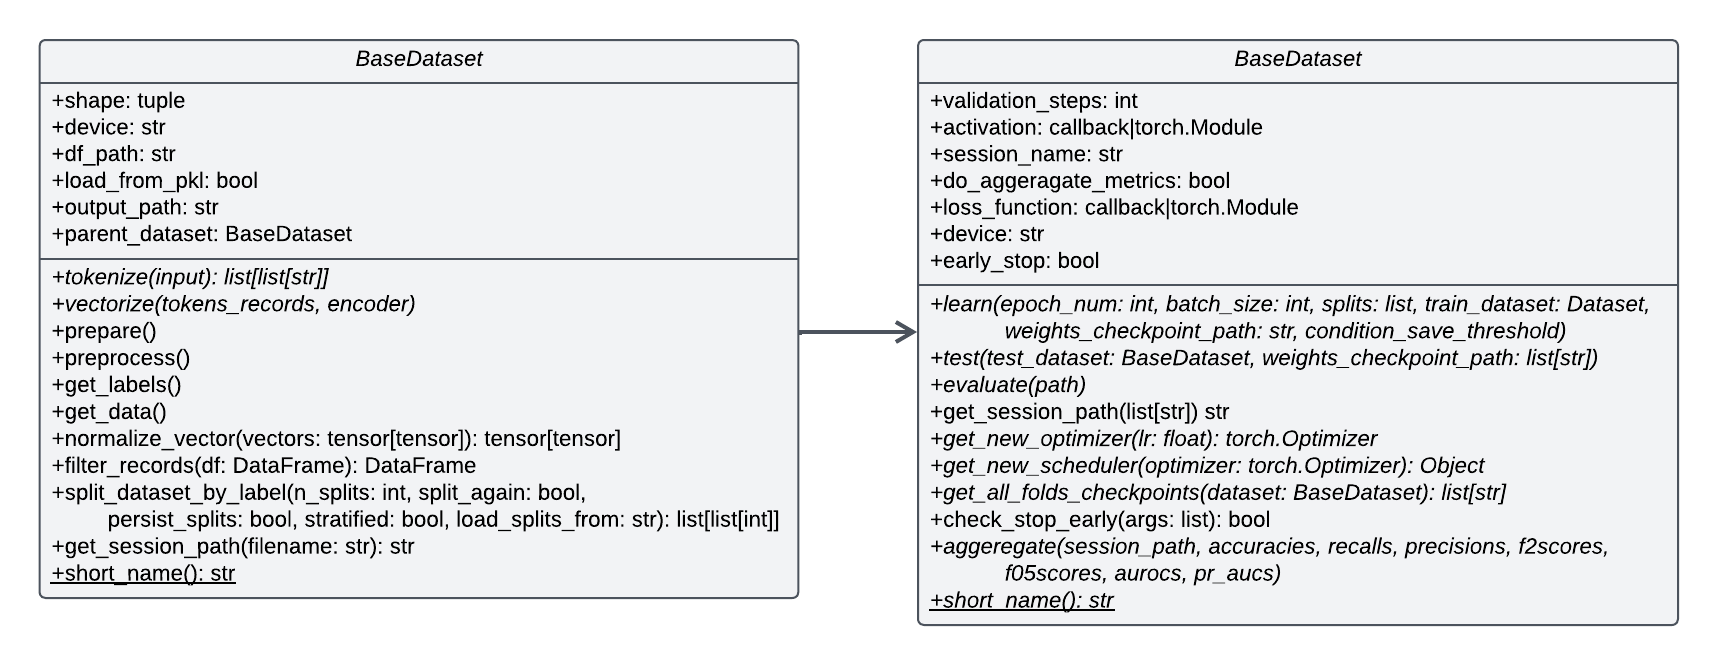 BaseDataset
+shape: tuple
+device: str
+df_path: str
+load_from_pkl: bool
+output_path: str
+parent_dataset: BaseDataset
+tokenize(input): list[list[str]]
+vectorize(tokens_records, encoder)
+prepare()
+preprocess()
+get_labels()
+get_data()
+normalize_vector(vectors: tensor[tensor]): tensor[tensor]
+filter_records(df: DataFrame): DataFrame
+split_dataset_by_label(n_splits: int, split_again: bool,
persist_splits: bool, stratified: bool, load_splits_from: str): list[list[int]]
+get_session_path(filename: str): str
+short_name(): str
BaseDataset
+validation_steps: int
+activation: callback|torch.Module
+session_name: str
+do_aggeragate_metrics: bool
+loss_function: callback|torch.Module
+device: str
+early_stop: bool
+learn(epoch_num: int, batch_size: int, splits: list, train_dataset: Dataset,
weights_checkpoint_path: str, condition_save_threshold)
+test(test_dataset: BaseDataset, weights_checkpoint_path: list[str])
+evaluate(path)
+get_session_path(list[str]) str
+get_new_optimizer(lr: float): torch.Optimizer
+get_new_scheduler(optimizer: torch.Optimizer): Object
+get_all_folds_checkpoints(dataset: BaseDataset): list[str]
+check_stop_early(args: list): bool
+aggeregate(session_path, accuracies, recalls, precisions, f2scores,
f05scores, aurocs, pr_aucs)
+short_name(): str